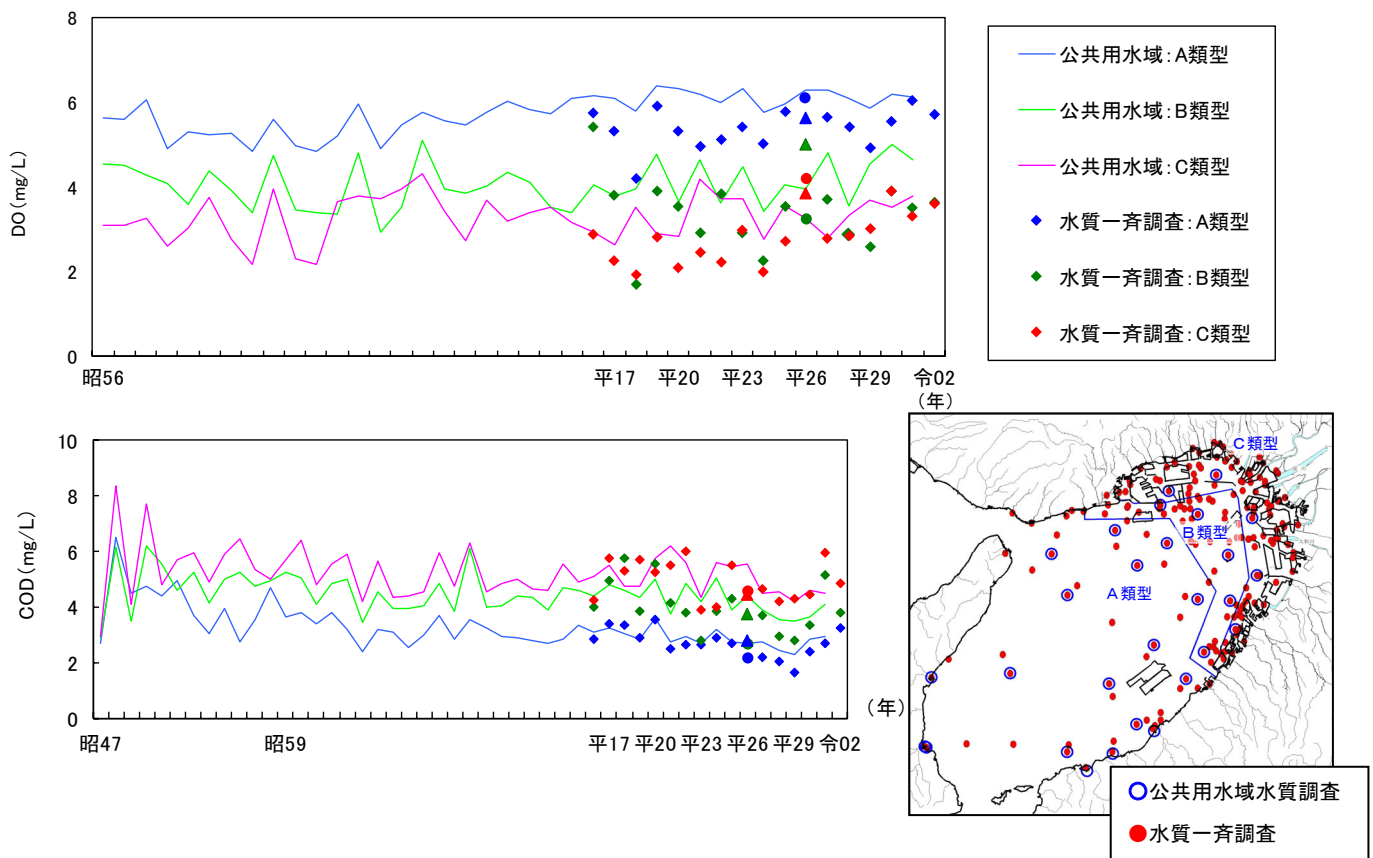 8
6
4
2
0
DO(mg/L)
昭56
平17
平20
平23
平26
平29
令02
(年)
公共用水域:A類型
公共用水域:B類型
公共用水域:C類型
水質一斉調査:A類型
水質一斉調査:B類型
水質一斉調査:C類型
10
8
6
4
2
0
COD(mg/L)
昭47
昭59
平17
平20
平23
平26
平29
令02
(年)
C類型
B類型
A類型
公共用水域水質調査
水質一斉調査